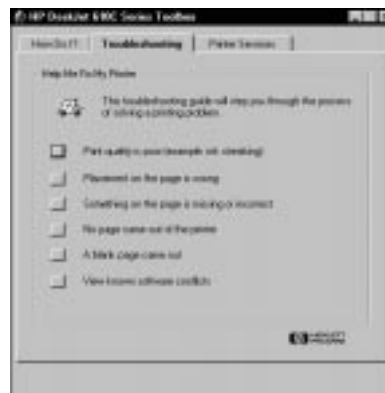 HP DeskJet 610C Series Toolbox
How Do I? Troubleshooting Printer Services
Help Me Fix My Printer
This troubleshooting guide will step you through the process
of solving a printing problem.
Print quality is poor (example: ink streaking)
Placement on the page is wrong
Something on the page is missing or incorrect
No page came out of the printer
A blank page came out
View known software conflicts
HEWLETT
PACKARD